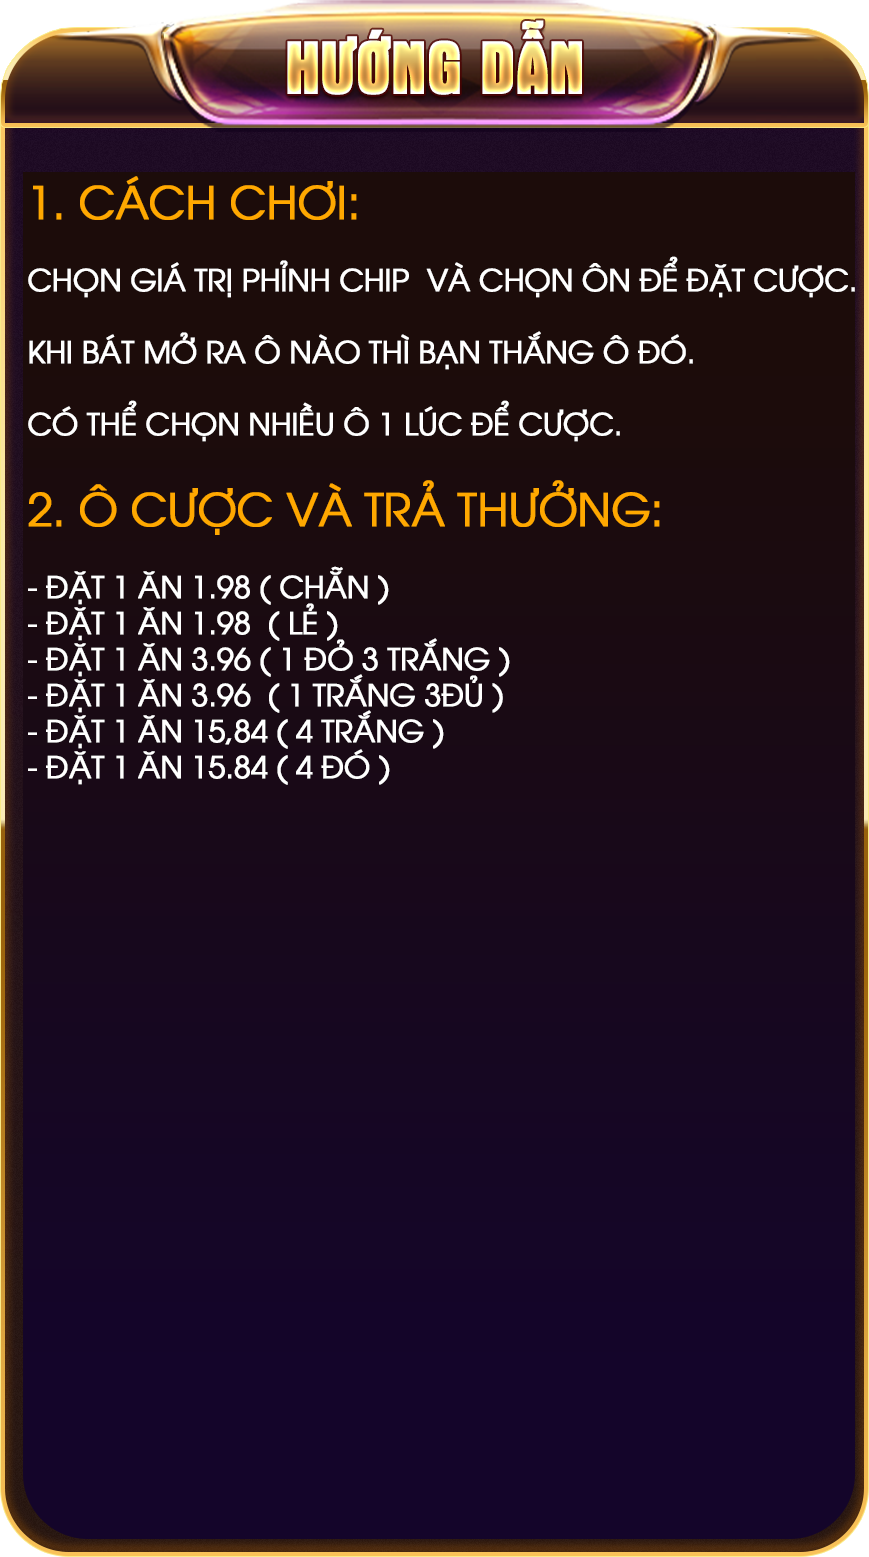 HƯỚNG DẪN
1. CÁCH CHƠI:
CHỌN GIÁ TRỊ PHỈNH CHIP VÀ CHỌN ÔN ĐỂ ĐẶT CƯỢC.
KHI BÁT MỞ RA Ô NÀO THÌ BẠN THẮNG Ô ĐÓ.
CÓ THỂ CHỌN NHIỀU Ô 1 LÚC ĐỂ CƯỢC.
2. Ô CƯỢC VÀ TRẢ THƯỞNG:
- ĐẶT 1 ĂN 1.98 ( CHẴN )
- ĐẶT 1 ĂN 1.98 ( LẺ )
- ĐẶT 1 ĂN 3.96 ( 1 ĐỎ 3 TRẮNG )
- ĐẶT 1 ĂN 3.96 ( 1 TRẮNG 3ĐỦ )
- ĐẶT 1 ĂN 15,84 ( 4 TRẮNG )
- ĐẶT 1 ĂN 15.84 ( 4 ĐÓ )